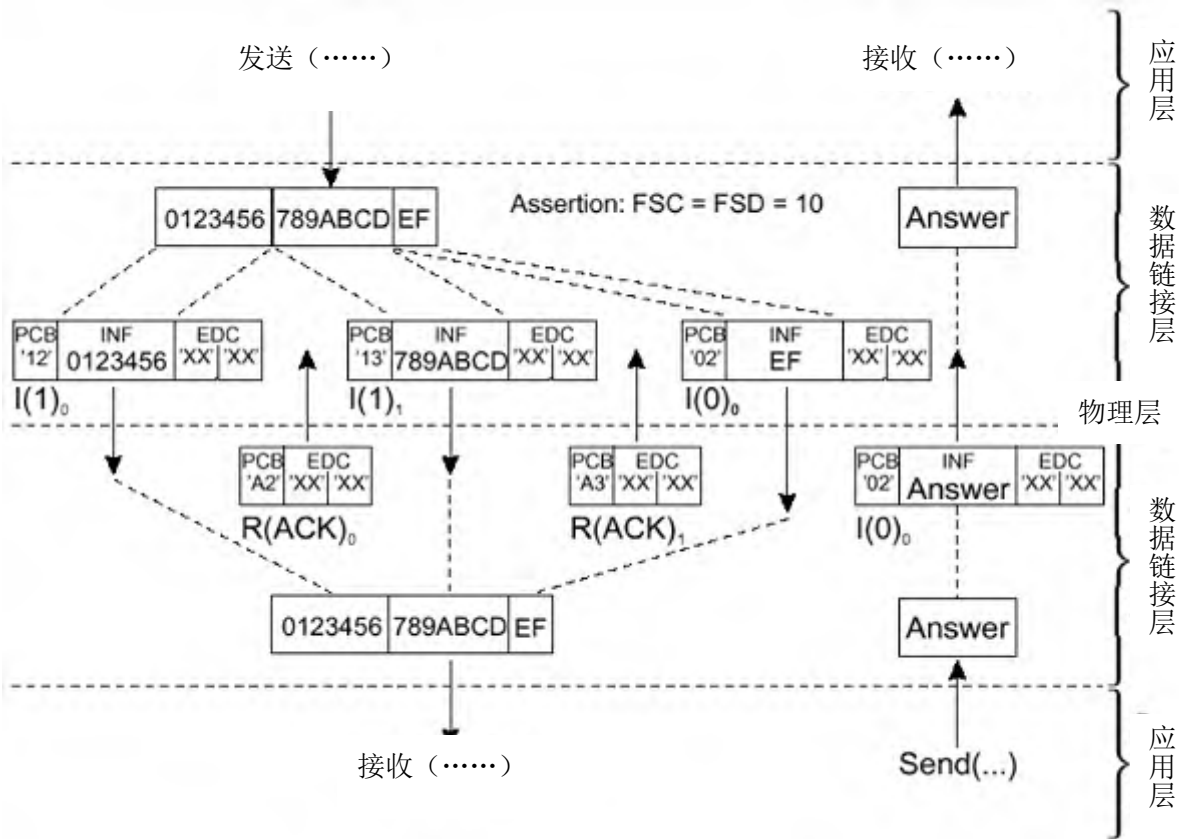 发送（……）
接收（……）
应用层
0123456 789ABCD EF
Assertion: FSC = FSD = 10
Answer
数据链接层
PCB INF EDC
'12' 0123456 'XX' 'XX'
I(1)₀
PCB INF EDC
'13' 789ABCD 'XX' 'XX'
I(1)₁
PCB INF EDC
'02' EF 'XX' 'XX'
I(0)₀
物理层
PCB EDC
'A2' 'XX' 'XX'
R(ACK)₀
PCB EDC
'A3' 'XX' 'XX'
R(ACK)₁
PCB INF EDC
'02' Answer 'XX' 'XX'
I(0)₀
数据链接层
0123456 789ABCD EF
Answer
接收（……）
Send(...)
应用层